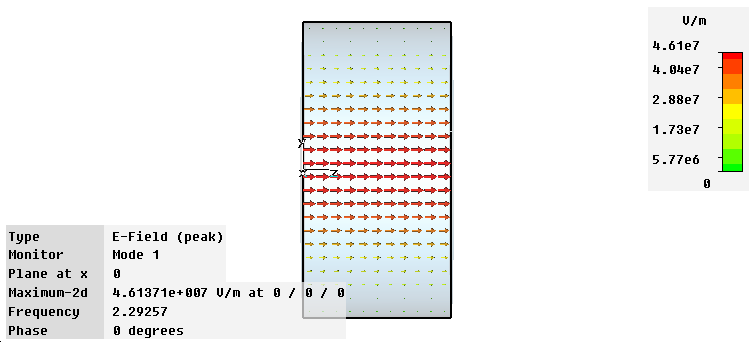 V/m
4.61e7
4.04e7
2.88e7
1.73e7
5.77e6
0
y
x z
Type E-Field (peak)
Monitor Mode 1
Plane at x 0
Maximum-2d 4.61371e+007 V/m at 0 / 0 / 0
Frequency 2.29257
Phase 0 degrees